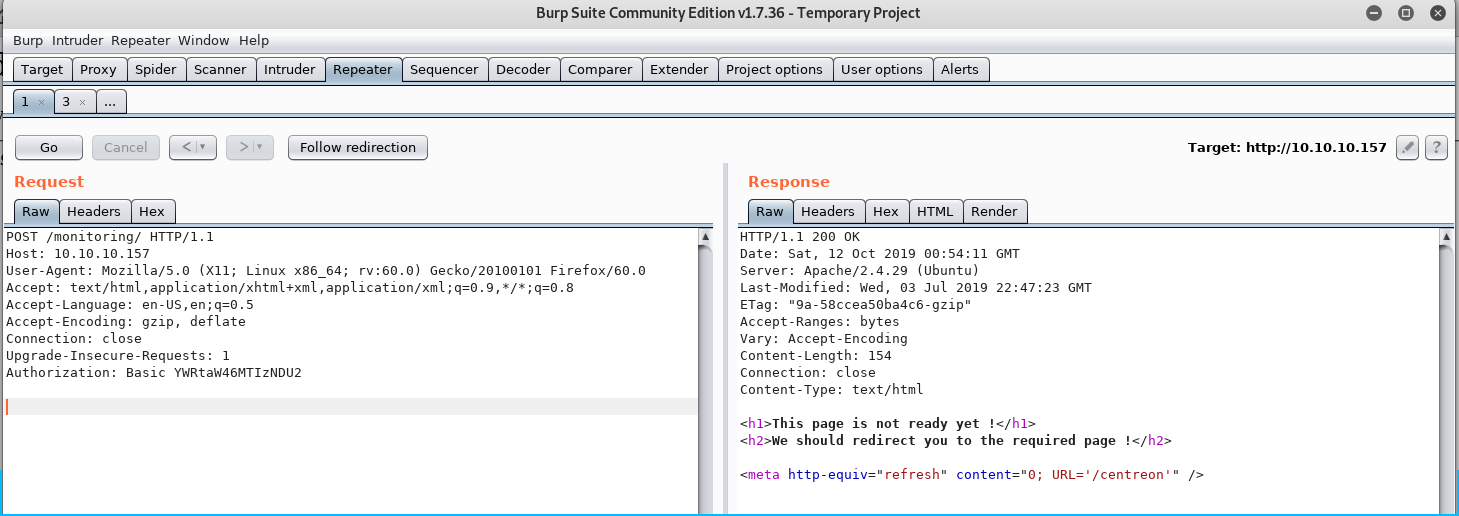 Burp Suite Community Edition v1.7.36 - Temporary Project
Burp Intruder Repeater Window Help
Target Proxy Spider Scanner Intruder Repeater Sequencer Decoder Comparer Extender Project options User options Alerts
1 × 3 × ...
Go Cancel < > Follow redirection Target: http://10.10.10.157 ?
Request
Raw Headers Hex
POST /monitoring/ HTTP/1.1
Host: 10.10.10.157
User-Agent: Mozilla/5.0 (X11; Linux x86_64; rv:60.0) Gecko/20100101 Firefox/60.0
Accept: text/html,application/xhtml+xml,application/xml;q=0.9,*/*;q=0.8
Accept-Language: en-US,en;q=0.5
Accept-Encoding: gzip, deflate
Connection: close
Upgrade-Insecure-Requests: 1
Authorization: Basic YWRtaW46MTIzNDU2
Response
Raw Headers Hex HTML Render
HTTP/1.1 200 OK
Date: Sat, 12 Oct 2019 00:54:11 GMT
Server: Apache/2.4.29 (Ubuntu)
Last-Modified: Wed, 03 Jul 2019 22:47:23 GMT
ETag: "9a-58ccea50ba4c6-gzip"
Accept-Ranges: bytes
Vary: Accept-Encoding
Content-Length: 154
Connection: close
Content-Type: text/html
<h1>This page is not ready yet !</h1>
<h2>We should redirect you to the required page !</h2>
<meta http-equiv="refresh" content="0; URL='/centreon'" />